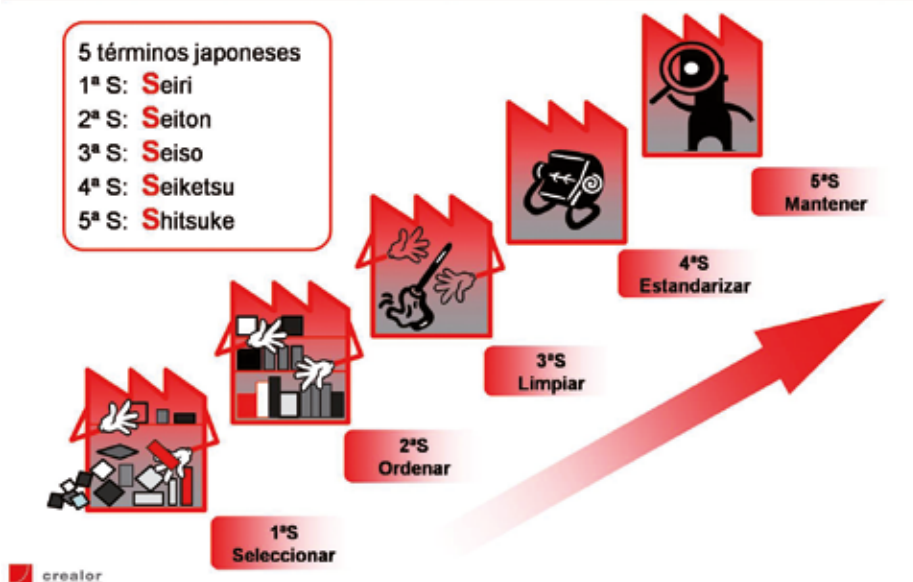 5 términos japoneses
1ª S: Seiri
2ª S: Seiton
3ª S: Seiso
4ª S: Seiketsu
5ª S: Shitsuke
5ªS
Mantener
4ªS
Estandarizar
3ªS
Limpiar
2ªS
Ordenar
1ªS
Seleccionar
crealor